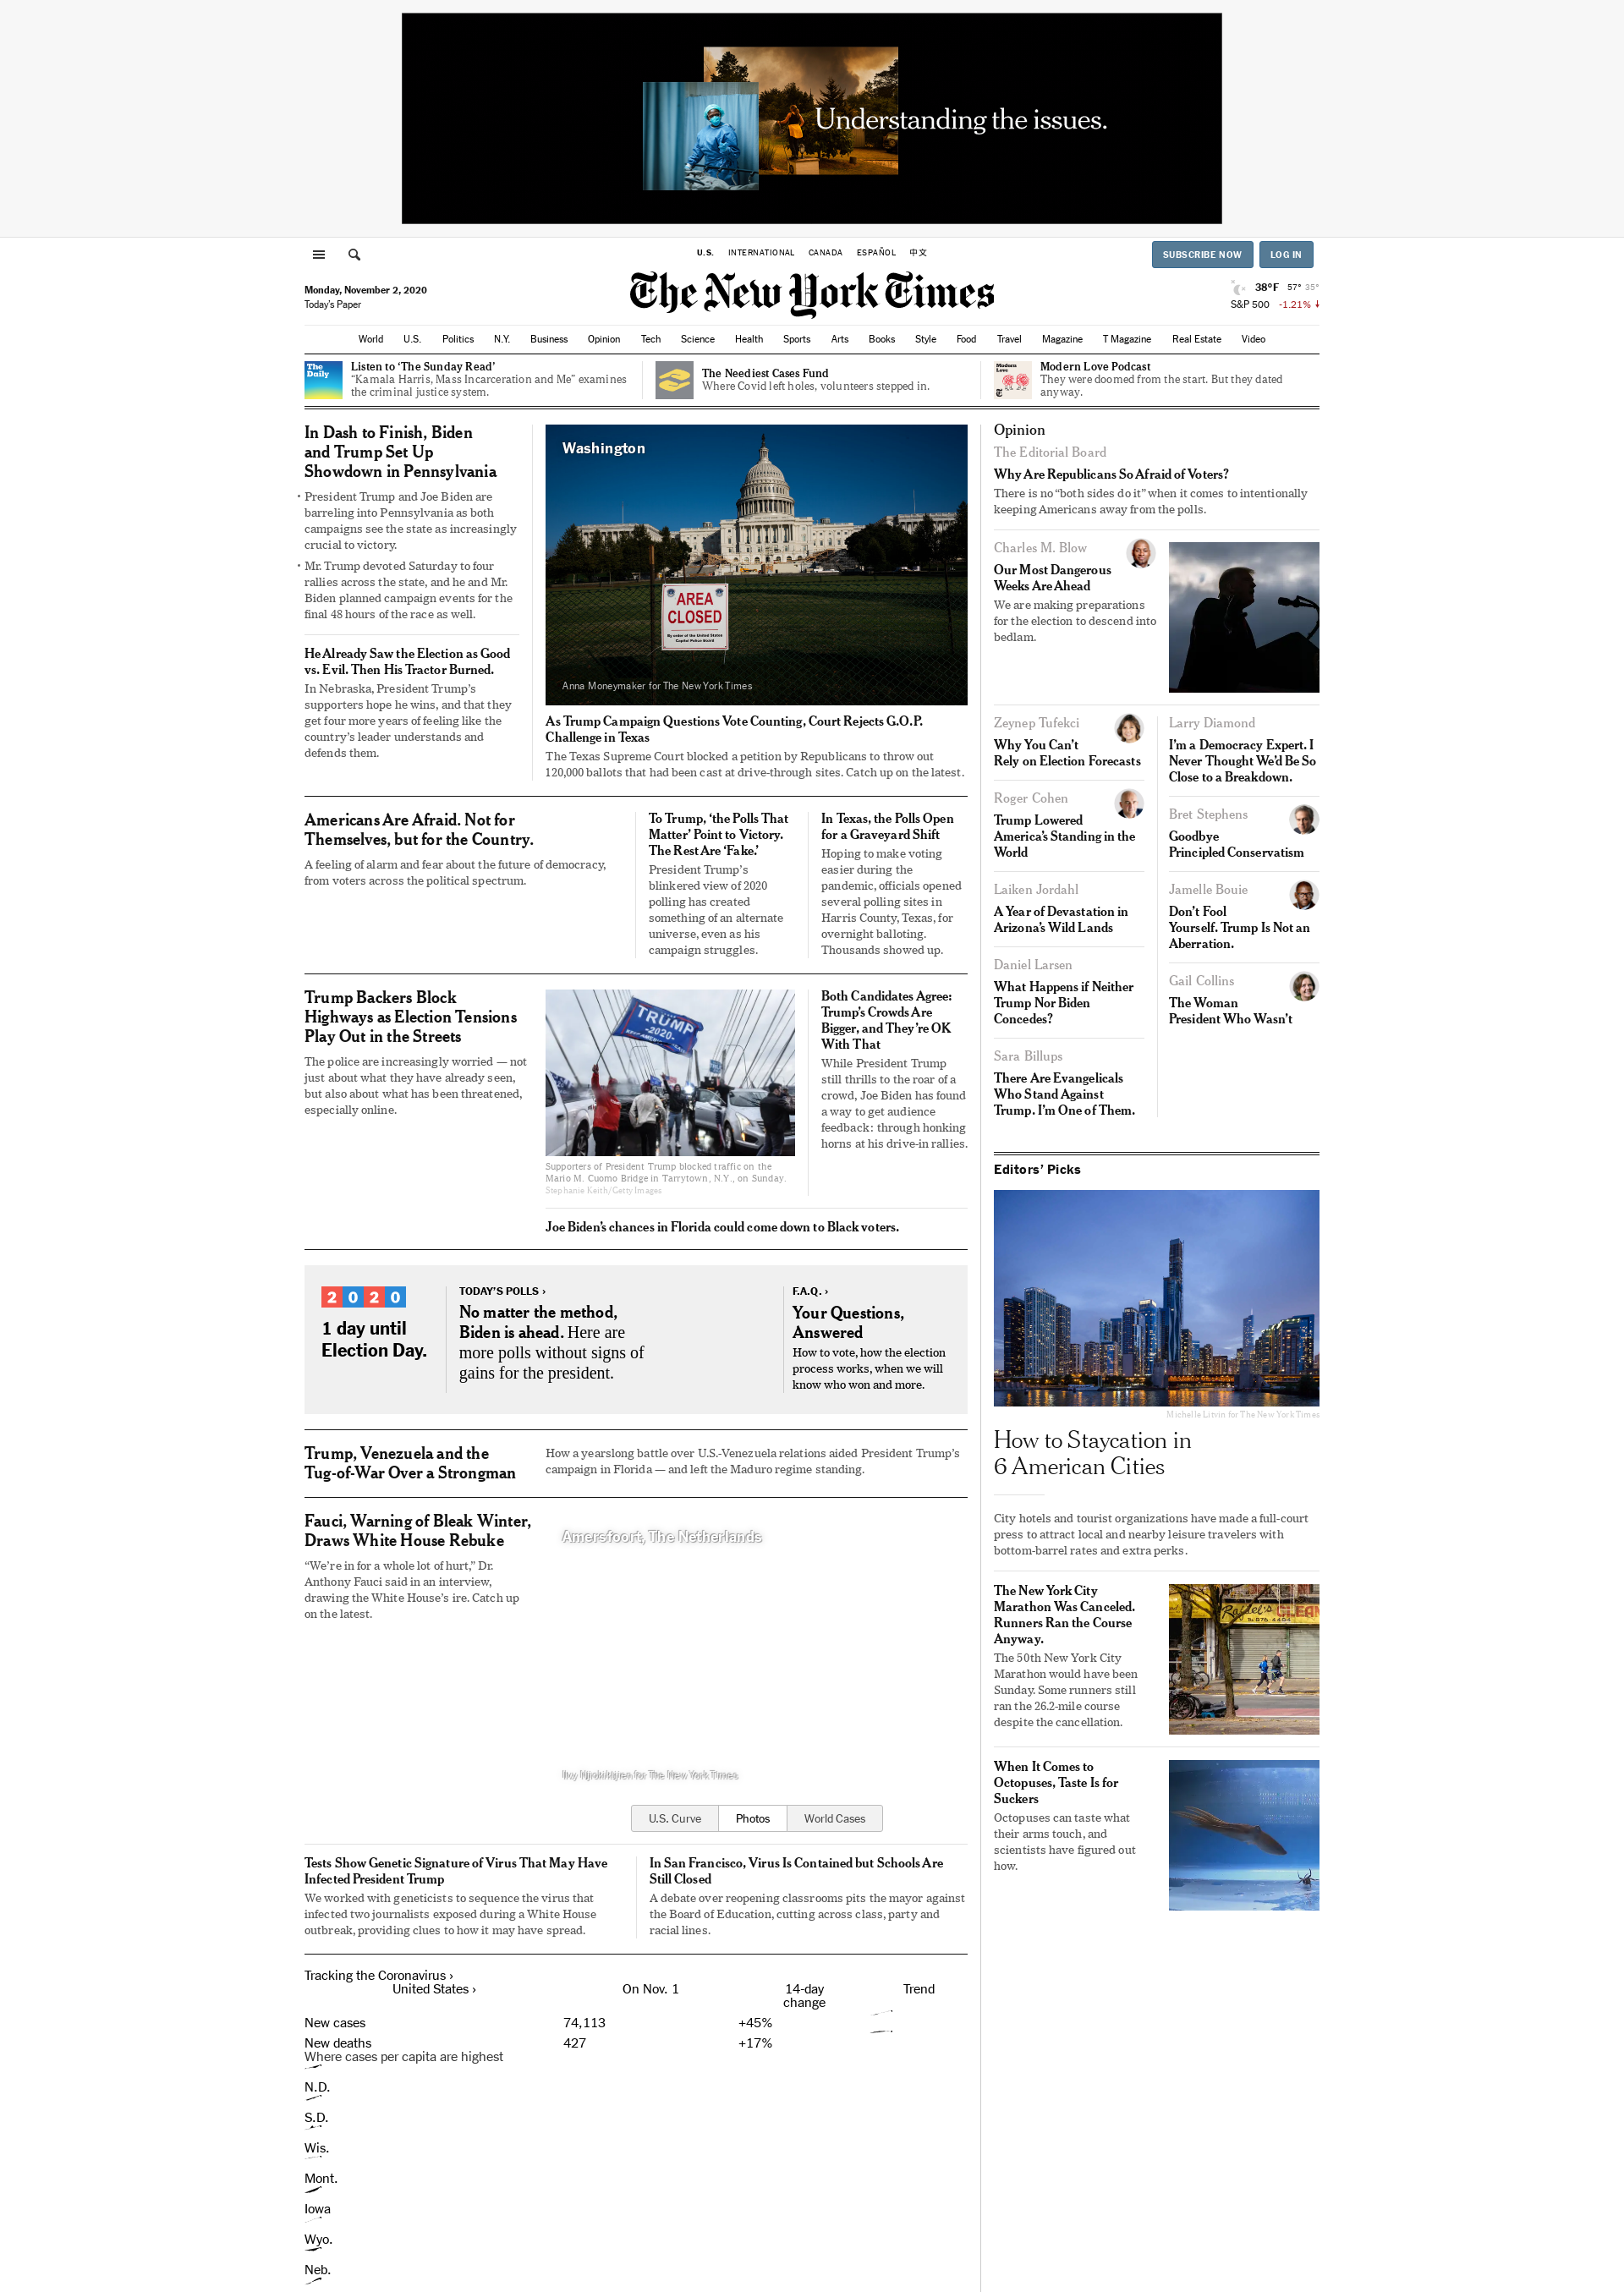 Understanding the issues.
U.S. INTERNATIONAL CANADA ESPAÑOL 中文
SUBSCRIBE NOW LOG IN
Monday, November 2, 2020
Today's Paper
The New York Times
38°F 57° 35°
S&P 500 -1.21%
World U.S. Politics N.Y. Business Opinion Tech Science Health Sports Arts Books Style Food Travel Magazine T Magazine Real Estate Video
The
Daily
Listen to ‘The Sunday Read’
“Kamala Harris, Mass Incarceration and Me” examines
the criminal justice system.
The Neediest Cases Fund
Where Covid left holes, volunteers stepped in.
Modern
Love
Modern Love Podcast
They were doomed from the start. But they dated
anyway.
In Dash to Finish, Biden
and Trump Set Up
Showdown in Pennsylvania
• President Trump and Joe Biden are
barreling into Pennsylvania as both
campaigns see the state as increasingly
crucial to victory.
• Mr. Trump devoted Saturday to four
rallies across the state, and he and Mr.
Biden planned campaign events for the
final 48 hours of the race as well.
He Already Saw the Election as Good
vs. Evil. Then His Tractor Burned.
In Nebraska, President Trump’s
supporters hope he wins, and that they
get four more years of feeling like the
country’s leader understands and
defends them.
Washington
AREA
CLOSED
By order of the United States
Capitol Police Board
Anna Moneymaker for The New York Times
As Trump Campaign Questions Vote Counting, Court Rejects G.O.P.
Challenge in Texas
The Texas Supreme Court blocked a petition by Republicans to throw out
120,000 ballots that had been cast at drive-through sites. Catch up on the latest.
Americans Are Afraid. Not for
Themselves, but for the Country.
A feeling of alarm and fear about the future of democracy,
from voters across the political spectrum.
To Trump, ‘the Polls That
Matter’ Point to Victory.
The Rest Are ‘Fake.’
President Trump’s
blinkered view of 2020
polling has created
something of an alternate
universe, even as his
campaign struggles.
In Texas, the Polls Open
for a Graveyard Shift
Hoping to make voting
easier during the
pandemic, officials opened
several polling sites in
Harris County, Texas, for
overnight balloting.
Thousands showed up.
Trump Backers Block
Highways as Election Tensions
Play Out in the Streets
The police are increasingly worried — not
just about what they have already seen,
but also about what has been threatened,
especially online.
TRUMP
2020
Supporters of President Trump blocked traffic on the
Mario M. Cuomo Bridge in Tarrytown, N.Y., on Sunday.
Stephanie Keith/Getty Images
Both Candidates Agree:
Trump’s Crowds Are
Bigger, and They’re OK
With That
While President Trump
still thrills to the roar of a
crowd, Joe Biden has found
a way to get audience
feedback: through honking
horns at his drive-in rallies.
Joe Biden’s chances in Florida could come down to Black voters.
2020
1 day until
Election Day.
TODAY’S POLLS ›
No matter the method,
Biden is ahead. Here are
more polls without signs of
gains for the president.
F.A.Q. ›
Your Questions,
Answered
How to vote, how the election
process works, when we will
know who won and more.
Trump, Venezuela and the
Tug-of-War Over a Strongman
How a yearslong battle over U.S.-Venezuela relations aided President Trump’s
campaign in Florida — and left the Maduro regime standing.
Fauci, Warning of Bleak Winter,
Draws White House Rebuke
“We’re in for a whole lot of hurt,” Dr.
Anthony Fauci said in an interview,
drawing the White House’s ire. Catch up
on the latest.
Amersfoort, The Netherlands
for The New York Times
U.S. Curve Photos World Cases
Tests Show Genetic Signature of Virus That May Have
Infected President Trump
We worked with geneticists to sequence the virus that
infected two journalists exposed during a White House
outbreak, providing clues to how it may have spread.
In San Francisco, Virus Is Contained but Schools Are
Still Closed
A debate over reopening classrooms pits the mayor against
the Board of Education, cutting across class, party and
racial lines.
Tracking the Coronavirus ›
United States › On Nov. 1 14-day
change Trend
New cases 74,113 +45%
New deaths 427 +17%
Where cases per capita are highest
N.D.
S.D.
Wis.
Mont.
Iowa
Wyo.
Neb.
Opinion
The Editorial Board
Why Are Republicans So Afraid of Voters?
There is no “both sides do it” when it comes to intentionally
keeping Americans away from the polls.
Charles M. Blow
Our Most Dangerous
Weeks Are Ahead
We are making preparations
for the election to descend into
bedlam.
Zeynep Tufekci
Why You Can’t
Rely on Election Forecasts
Roger Cohen
Trump Lowered
America’s Standing in the
World
Laiken Jordahl
A Year of Devastation in
Arizona’s Wild Lands
Daniel Larsen
What Happens if Neither
Trump Nor Biden
Concedes?
Sara Billups
There Are Evangelicals
Who Stand Against
Trump. I’m One of Them.
Larry Diamond
I’m a Democracy Expert. I
Never Thought We’d Be So
Close to a Breakdown.
Bret Stephens
Goodbye
Principled Conservatism
Jamelle Bouie
Don’t Fool
Yourself. Trump Is Not an
Aberration.
Gail Collins
The Woman
President Who Wasn’t
Editors’ Picks
Michelle Litvin for The New York Times
How to Staycation in
6 American Cities
City hotels and tourist organizations have made a full-court
press to attract local and nearby leisure travelers with
bottom-barrel rates and extra perks.
The New York City
Marathon Was Canceled.
Runners Ran the Course
Anyway.
The 50th New York City
Marathon would have been
Sunday. Some runners still
ran the 26.2-mile course
despite the cancellation.
When It Comes to
Octopuses, Taste Is for
Suckers
Octopuses can taste what
their arms touch, and
scientists have figured out
how.